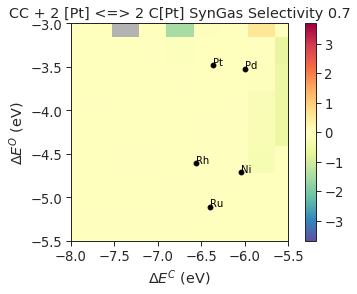 CC + 2 [Pt] <=> 2 C[Pt] SynGas Selectivity 0.7
−3.0
−3.5
−4.0
−4.5
−5.0
−5.5
ΔE^O (eV)
Pt
Pd
Rh
Ni
Ru
−8.0 −7.5 −7.0 −6.5 −6.0 −5.5
ΔE^C (eV)
3
2
1
0
−1
−2
−3